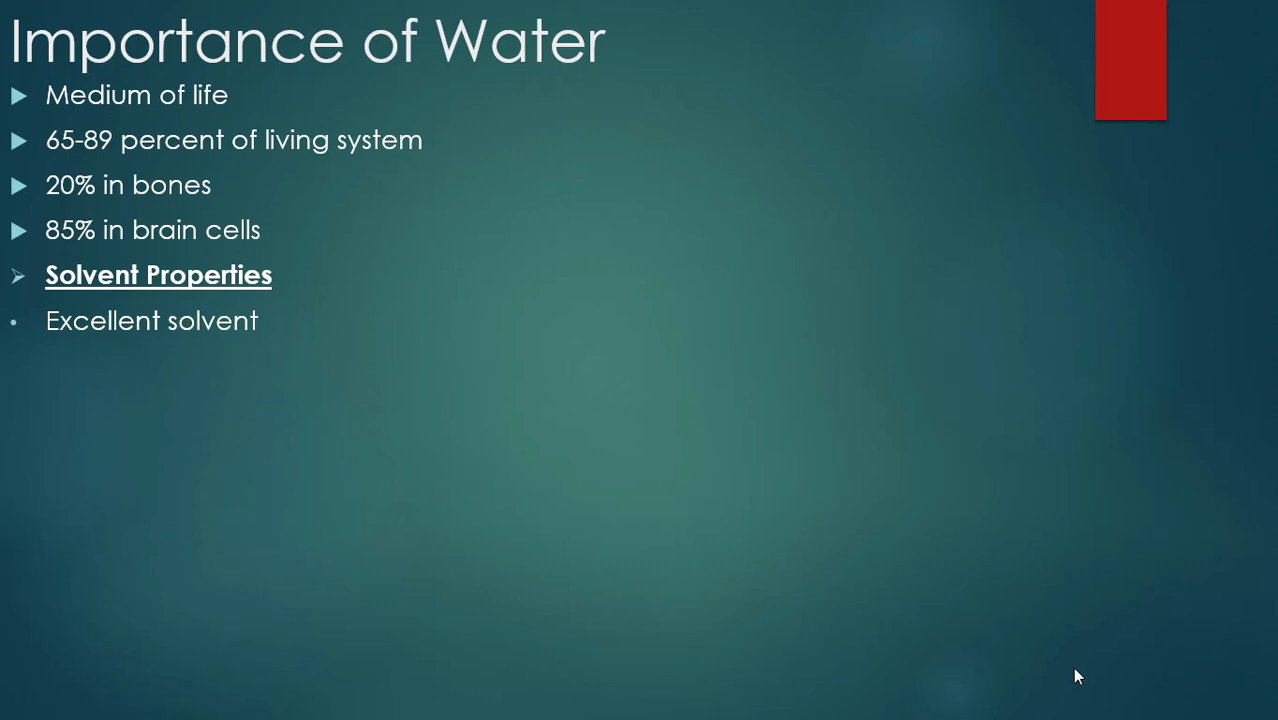 Importance of Water
Medium of life
65-89 percent of living system
20% in bones
85% in brain cells
Solvent Properties
Excellent solvent